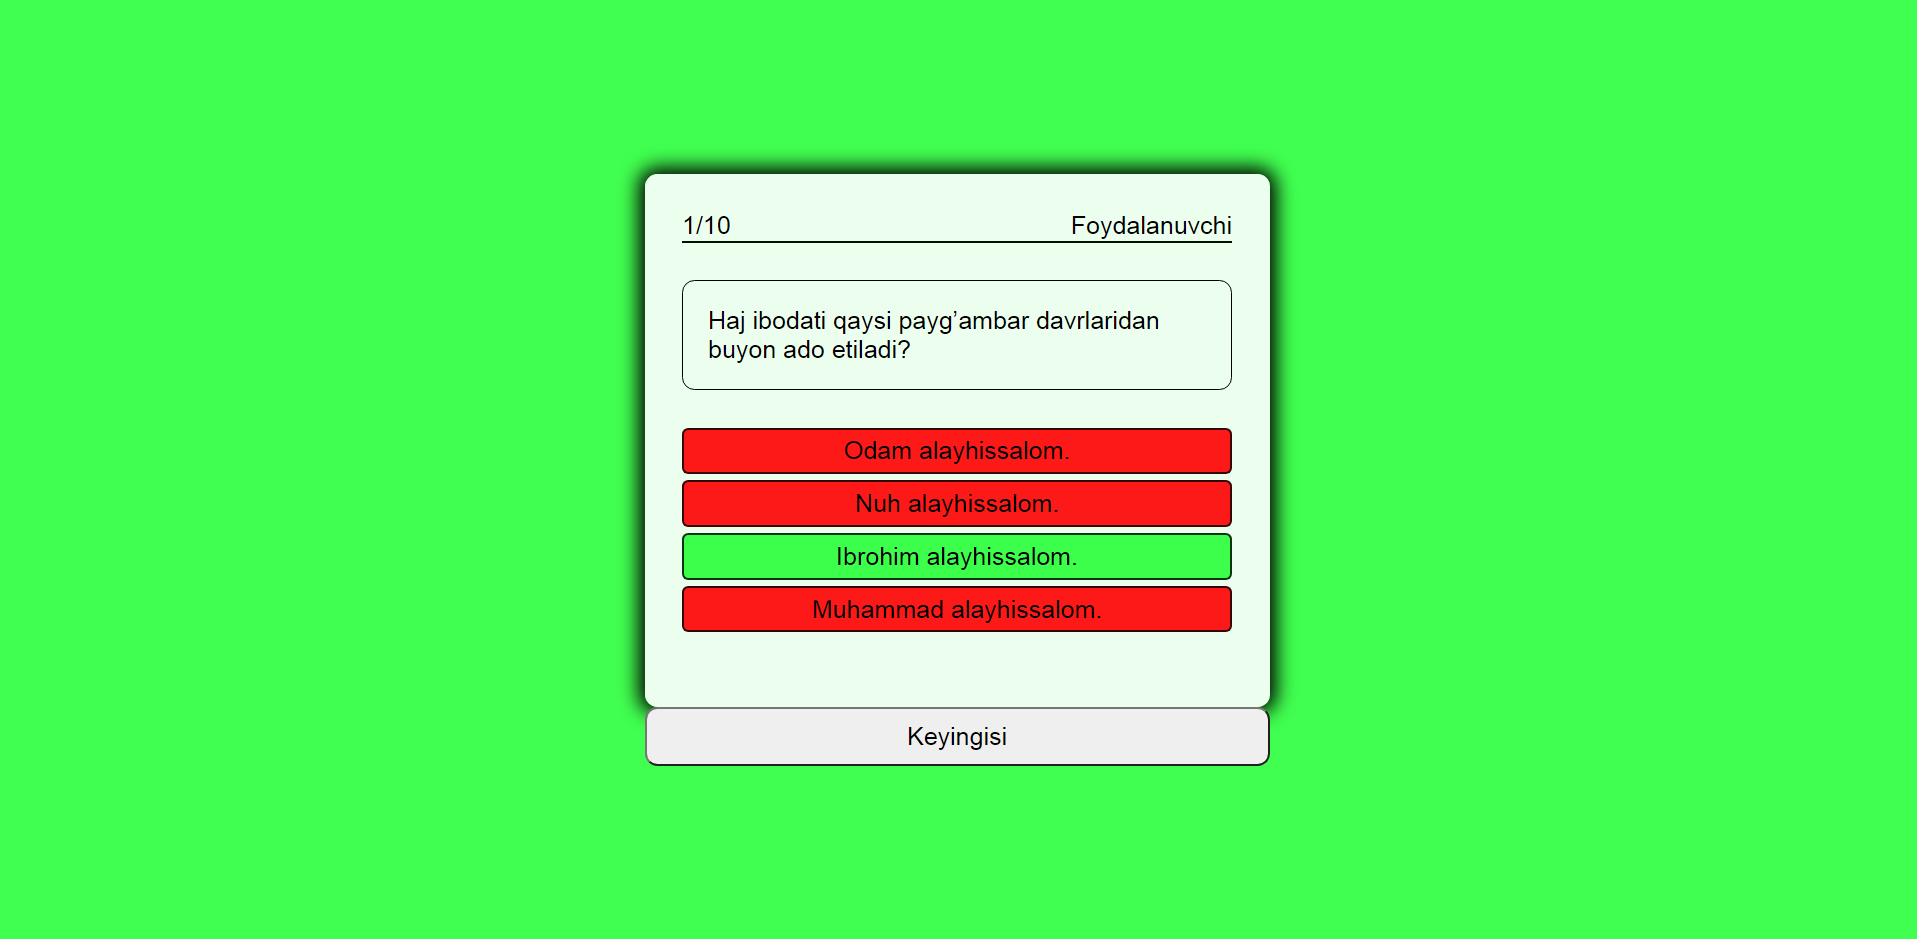 1/10
Foydalanuvchi
Haj ibodati qaysi payg’ambar davrlaridan
buyon ado etiladi?
Odam alayhissalom.
Nuh alayhissalom.
Ibrohim alayhissalom.
Muhammad alayhissalom.
Keyingisi